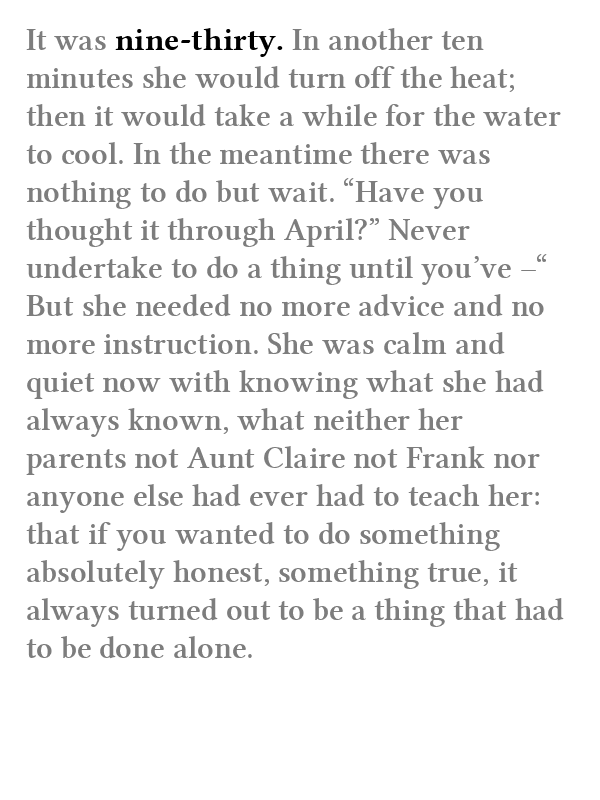 It was nine-thirty. In another ten
minutes she would turn off the heat;
then it would take a while for the water
to cool. In the meantime there was
nothing to do but wait. “Have you
thought it through April?” Never
undertake to do a thing until you’ve –“
But she needed no more advice and no
more instruction. She was calm and
quiet now with knowing what she had
always known, what neither her
parents not Aunt Claire not Frank nor
anyone else had ever had to teach her:
that if you wanted to do something
absolutely honest, something true, it
always turned out to be a thing that had
to be done alone.